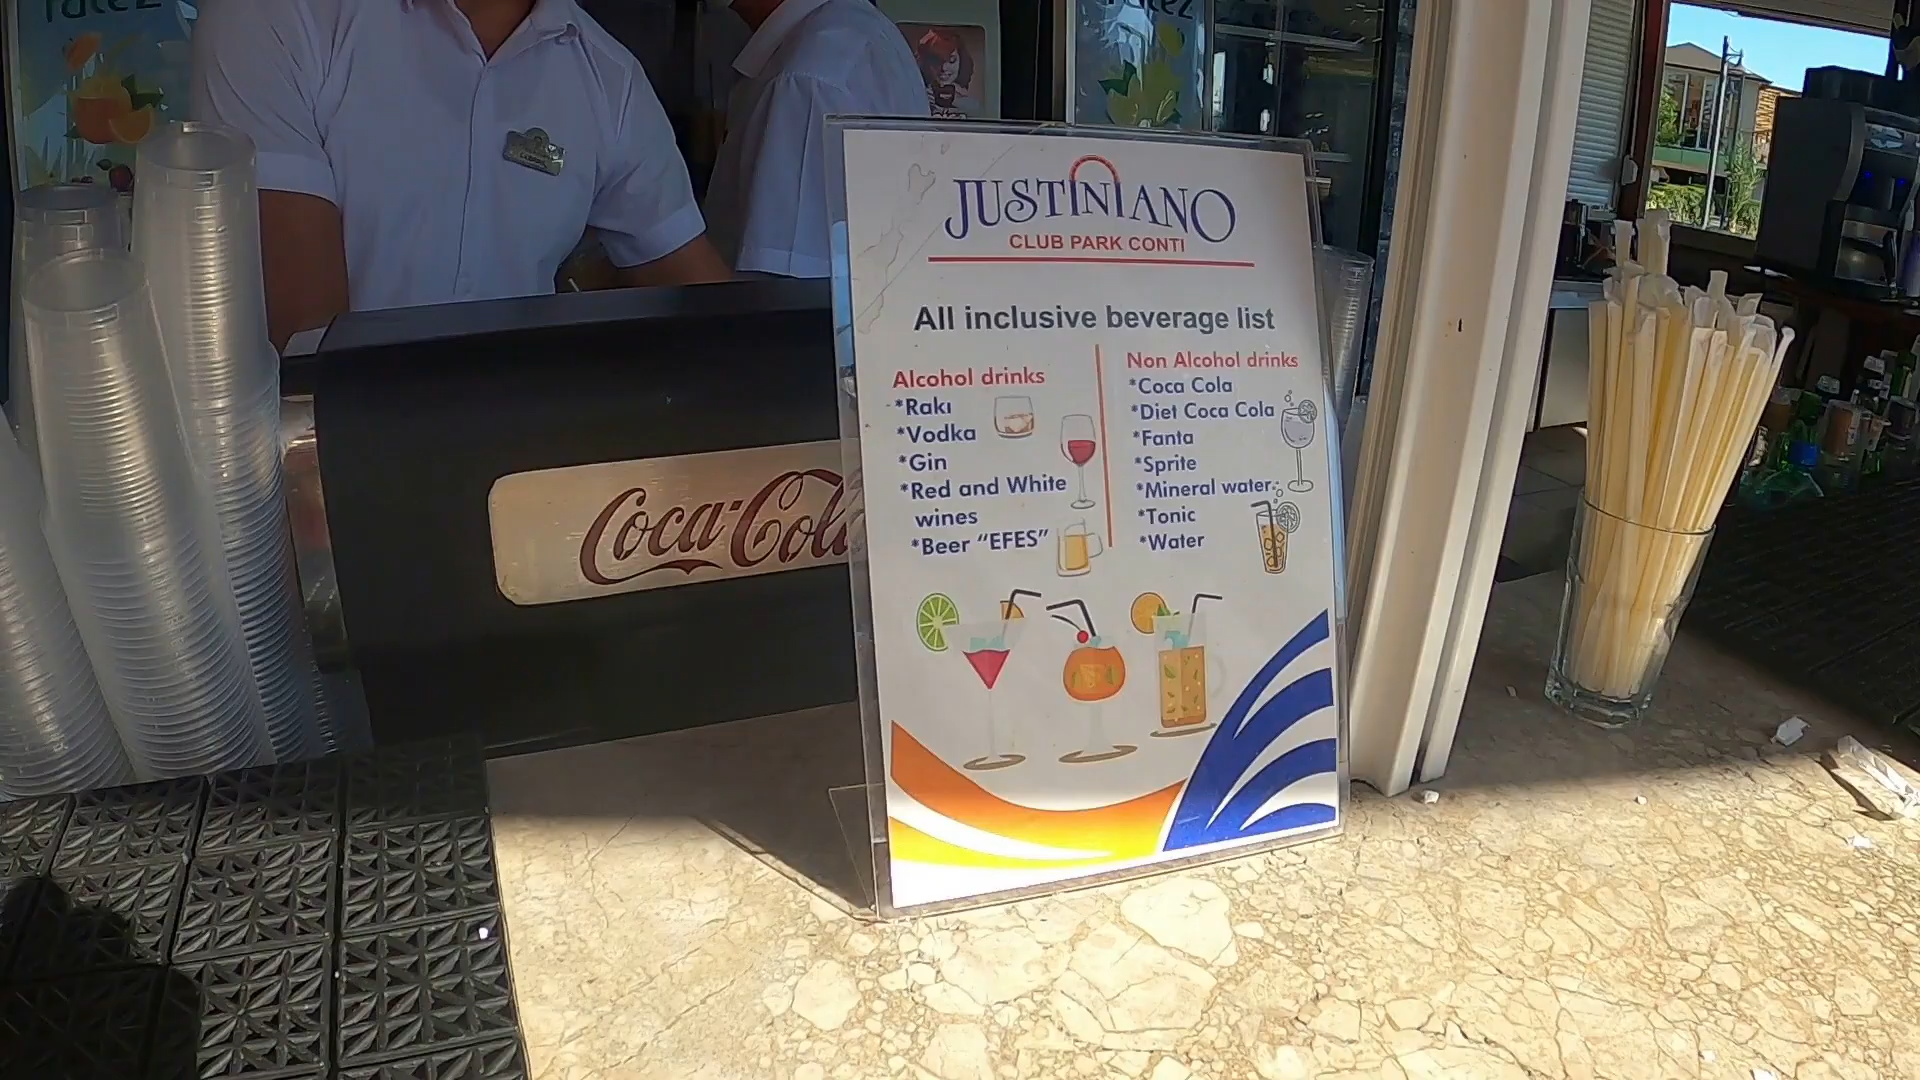 JUSTINIANO
CLUB PARK CONTI
All inclusive beverage list
Alcohol drinks
*Rakı
*Vodka
*Gin
*Red and White
wines
*Beer “EFES”
Non Alcohol drinks
*Coca Cola
*Diet Coca Cola
*Fanta
*Sprite
*Mineral water
*Tonic
*Water
Coca-Cola